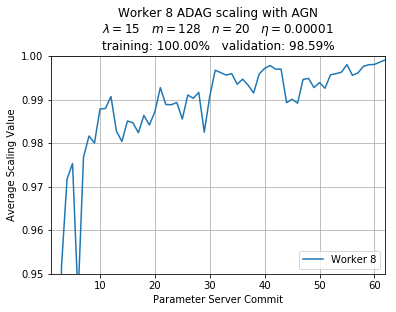 Worker 8 ADAG scaling with AGN
λ = 15 m = 128 n = 20 η = 0.00001
training: 100.00% validation: 98.59%
1.00
0.99
0.98
0.97
0.96
0.95
Average Scaling Value
Worker 8
10 20 30 40 50 60
Parameter Server Commit